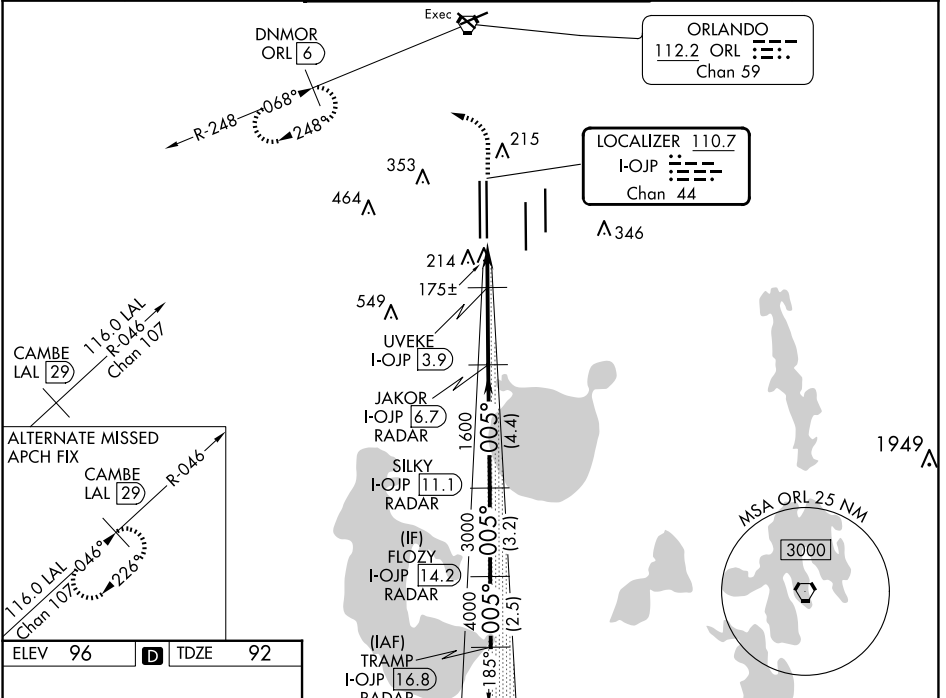 Exec
ORLANDO
112.2 ORL
Chan 59
DNMOR
ORL 6
R-248
068°
248°
LOCALIZER 110.7
I-OJP
Chan 44
215
353
464
346
214
175±
549
UVEKE
I-OJP 3.9
116.0 LAL
R-046
Chan 107
CAMBE
LAL 29
JAKOR
I-OJP 6.7
RADAR
1600
005°
(4.4)
ALTERNATE MISSED
APCH FIX
CAMBE
LAL 29
R-046
046°
226°
116.0 LAL
Chan 107
1949
SILKY
I-OJP 11.1
RADAR
3000
005°
(3.2)
MSA ORL 25 NM
3000
(IF)
FLOZY
I-OJP 14.2
RADAR
4000
005°
(2.5)
(IAF)
TRAMP
I-OJP 16.8
RADAR
185°
ELEV 96 D TDZE 92